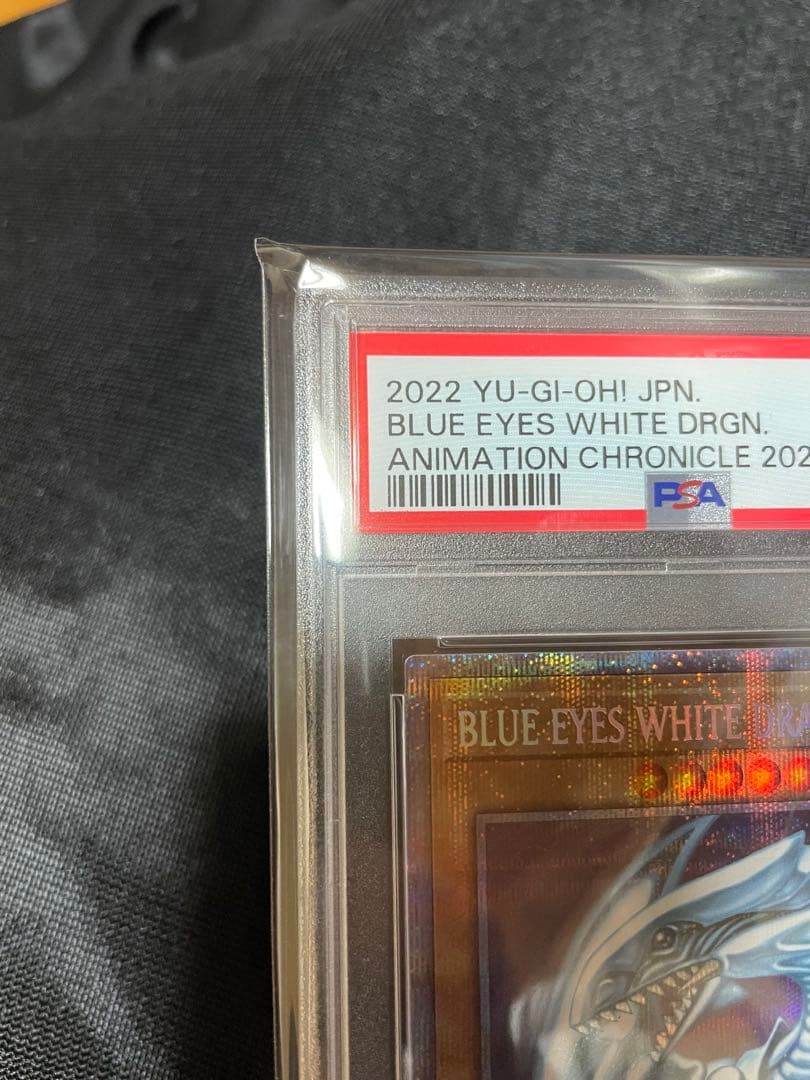 2022 YU-GI-OH! JPN.
BLUE EYES WHITE DRGN.
ANIMATION CHRONICLE 202
PSA
BLUE EYES WHITE DRA